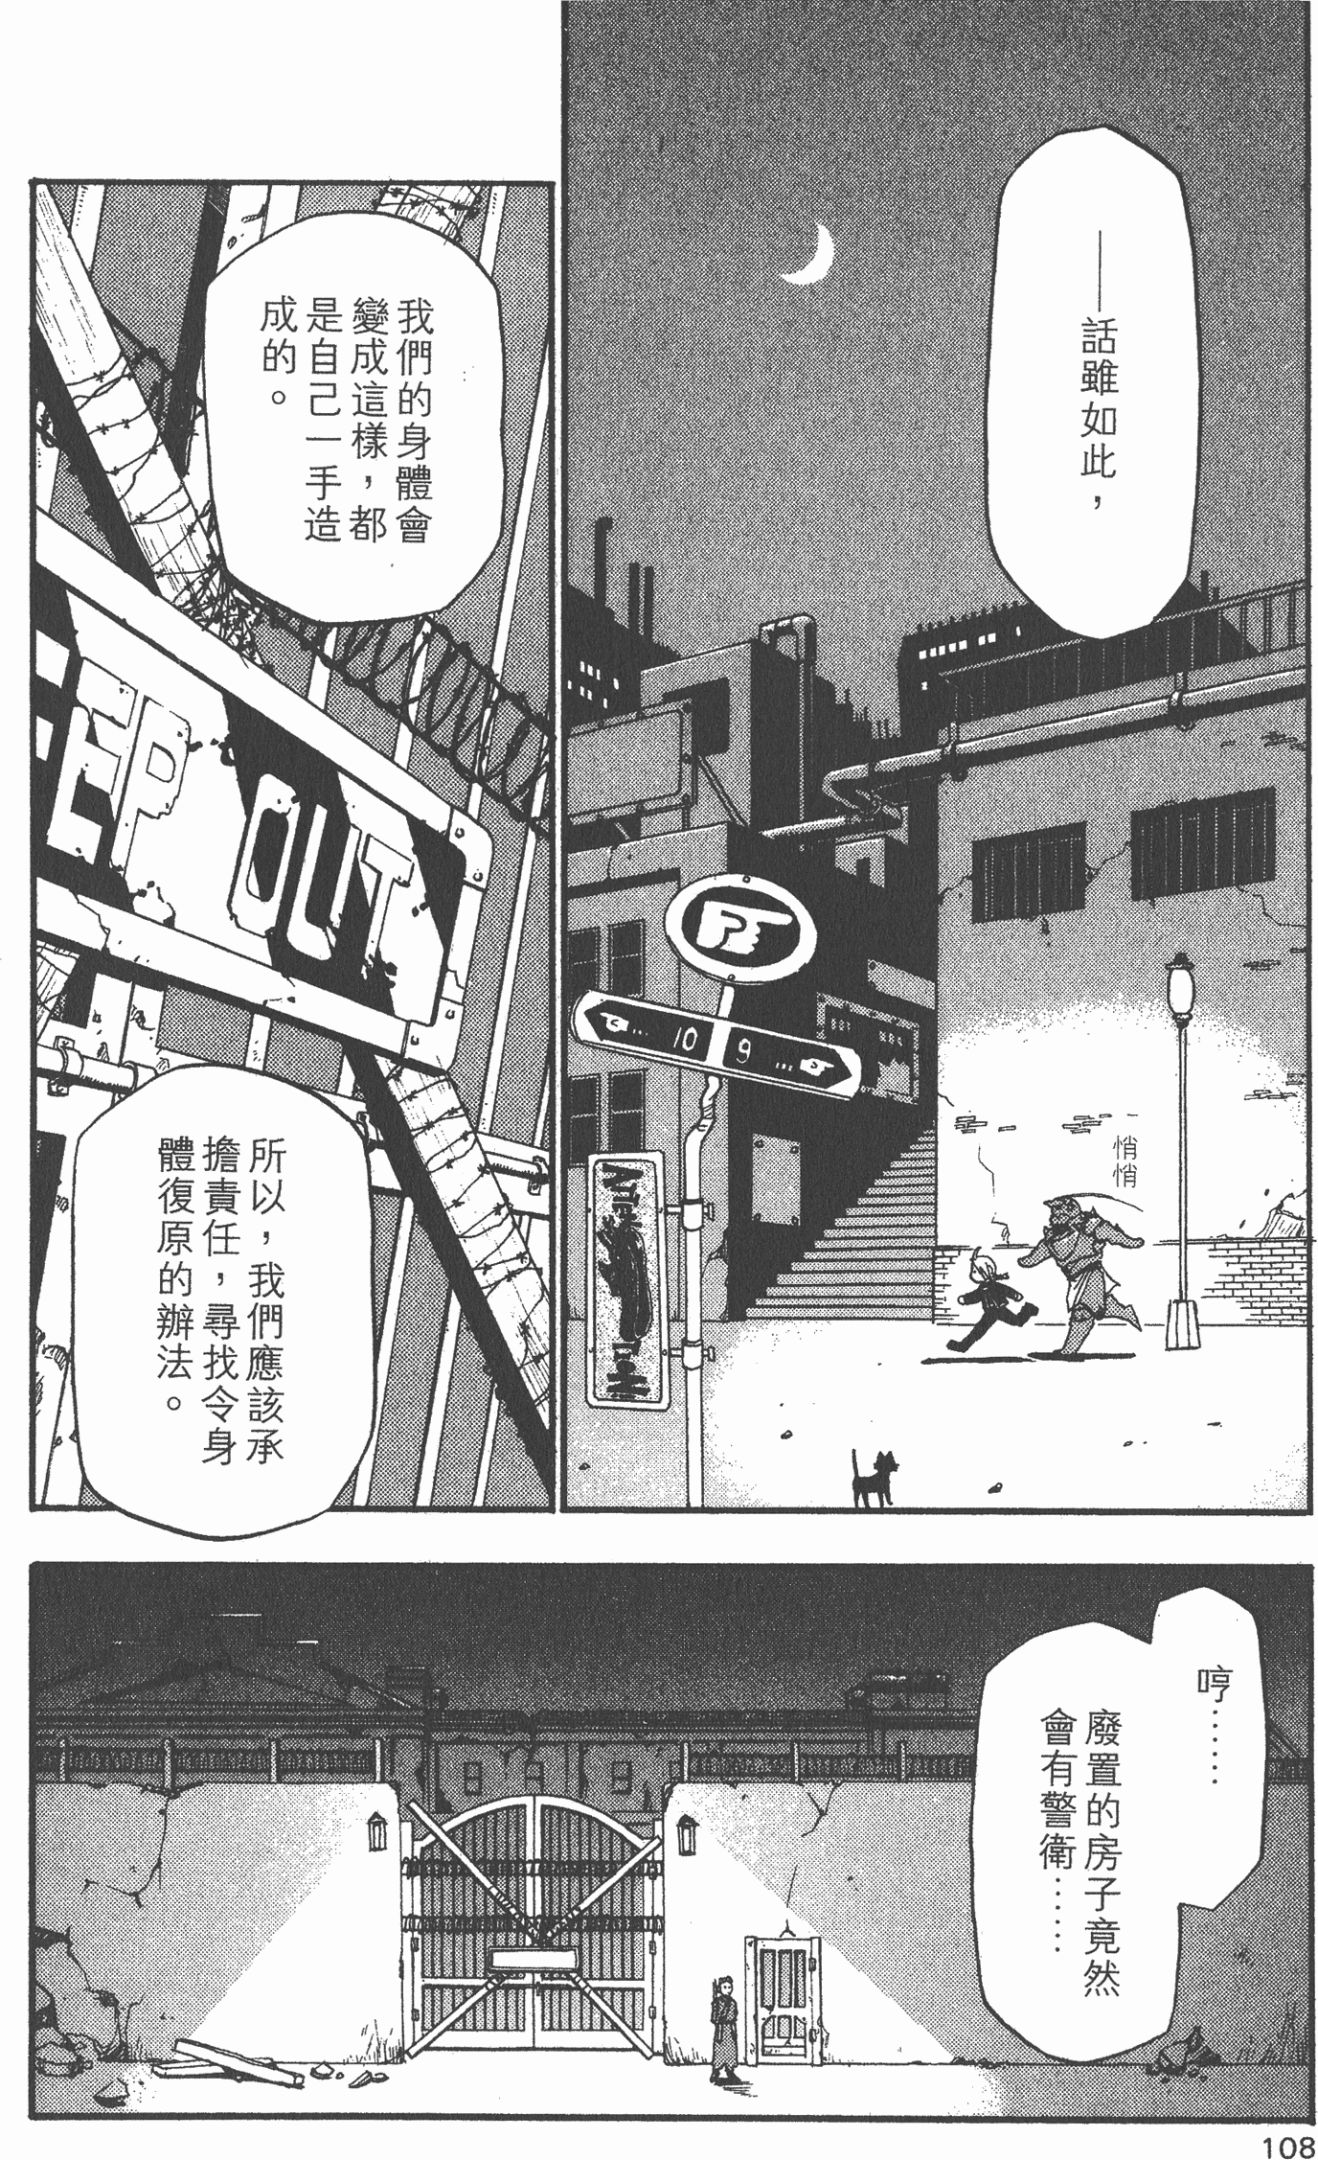 ——話雖如此，
悄悄
10 9
我們的身體會
變成這樣，都
是自己一手造
成的。
EEP OUT
所以，我們應該承
擔責任，尋找令身
體復原的辦法。
哼……
廢置的房子竟然
會有警衛……
108